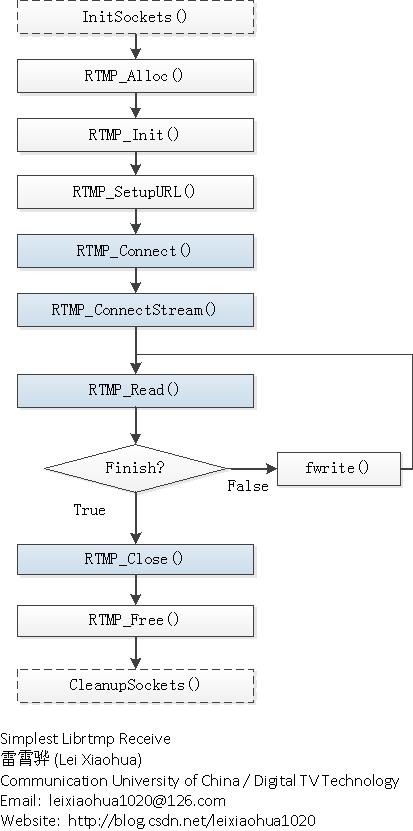 InitSockets()
RTMP_Alloc()
RTMP_Init()
RTMP_SetupURL()
RTMP_Connect()
RTMP_ConnectStream()
RTMP_Read()
Finish?
fwrite()
False
True
RTMP_Close()
RTMP_Free()
CleanupSockets()
Simplest Librtmp Receive
雷霄骅 (Lei Xiaohua)
Communication University of China / Digital TV Technology
Email: leixiaohua1020@126.com
Website: http://blog.csdn.net/leixiaohua1020